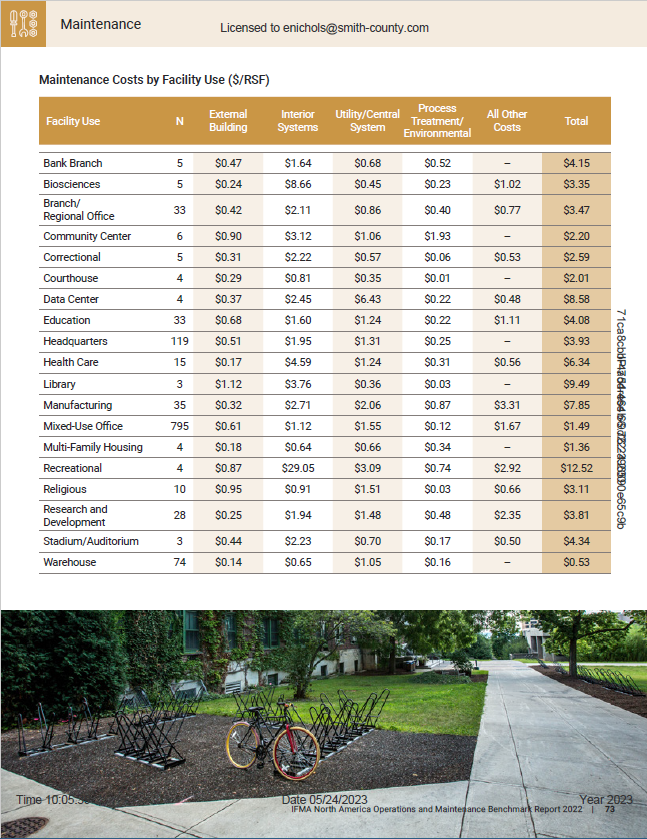 Maintenance
Licensed to enichols@smith-county.com
Maintenance Costs by Facility Use ($/RSF)
Facility Use N External Building Interior Systems Utility/Central System Process Treatment/ Environmental All Other Costs Total
Bank Branch 5 $0.47 $1.64 $0.68 $0.52 – $4.15
Biosciences 5 $0.24 $8.66 $0.45 $0.23 $1.02 $3.35
Branch/
Regional Office 33 $0.42 $2.11 $0.86 $0.40 $0.77 $3.47
Community Center 6 $0.90 $3.12 $1.06 $1.93 – $2.20
Correctional 5 $0.31 $2.22 $0.57 $0.06 $0.53 $2.59
Courthouse 4 $0.29 $0.81 $0.35 $0.01 – $2.01
Data Center 4 $0.37 $2.45 $6.43 $0.22 $0.48 $8.58
Education 33 $0.68 $1.60 $1.24 $0.22 $1.11 $4.08
Headquarters 119 $0.51 $1.95 $1.31 $0.25 – $3.93
Health Care 15 $0.17 $4.59 $1.24 $0.31 $0.56 $6.34
Library 3 $1.12 $3.76 $0.36 $0.03 – $9.49
Manufacturing 35 $0.32 $2.71 $2.06 $0.87 $3.31 $7.85
Mixed-Use Office 795 $0.61 $1.12 $1.55 $0.12 $1.67 $1.49
Multi-Family Housing 4 $0.18 $0.64 $0.66 $0.34 – $1.36
Recreational 4 $0.87 $29.05 $3.09 $0.74 $2.92 $12.52
Religious 10 $0.95 $0.91 $1.51 $0.03 $0.66 $3.11
Research and
Development 28 $0.25 $1.94 $1.48 $0.48 $2.35 $3.81
Stadium/Auditorium 3 $0.44 $2.23 $0.70 $0.17 $0.50 $4.34
Warehouse 74 $0.14 $0.65 $1.05 $0.16 – $0.53
Time Date 05/24/2023 Year 2023
IFMA North America Operations and Maintenance Benchmark Report 2022 | 73